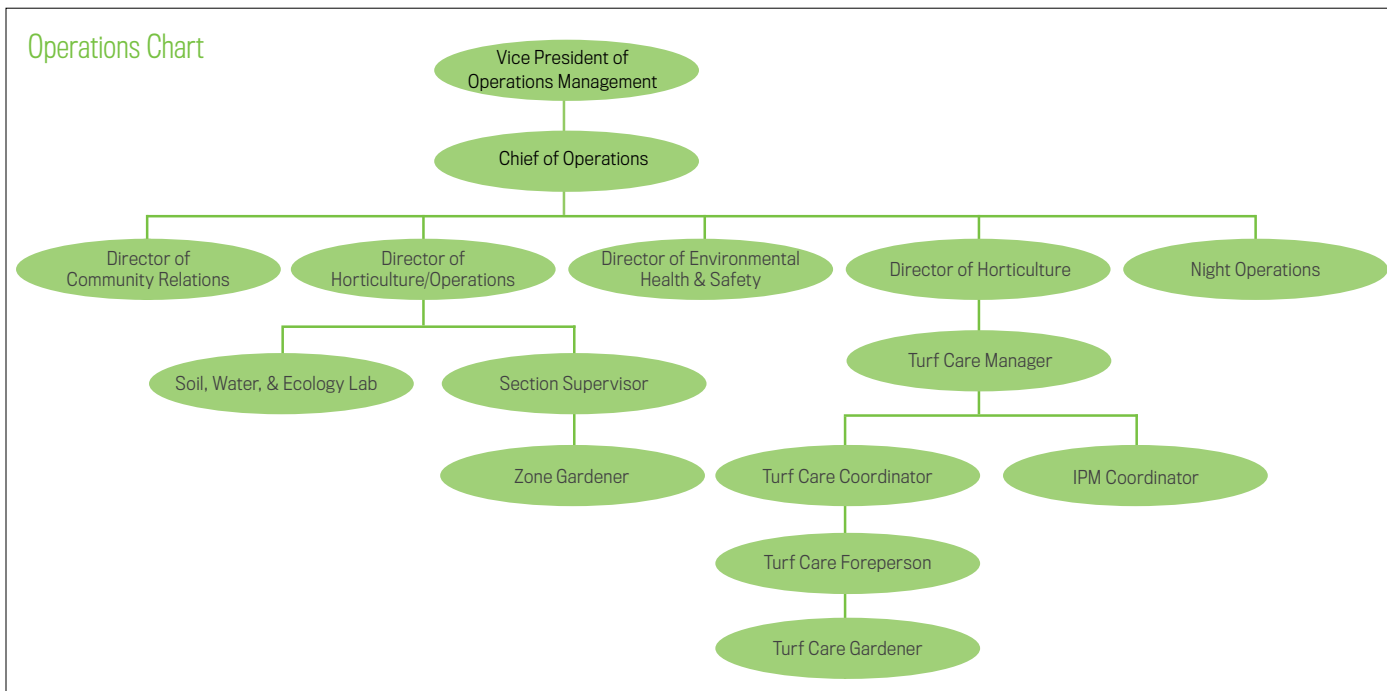 Operations Chart
Vice President of
Operations Management
Chief of Operations
Director of
Community Relations
Director of
Horticulture/Operations
Director of Environmental
Health & Safety
Director of Horticulture
Night Operations
Turf Care Manager
Soil, Water, & Ecology Lab
Section Supervisor
Zone Gardener
Turf Care Coordinator
IPM Coordinator
Turf Care Foreperson
Turf Care Gardener